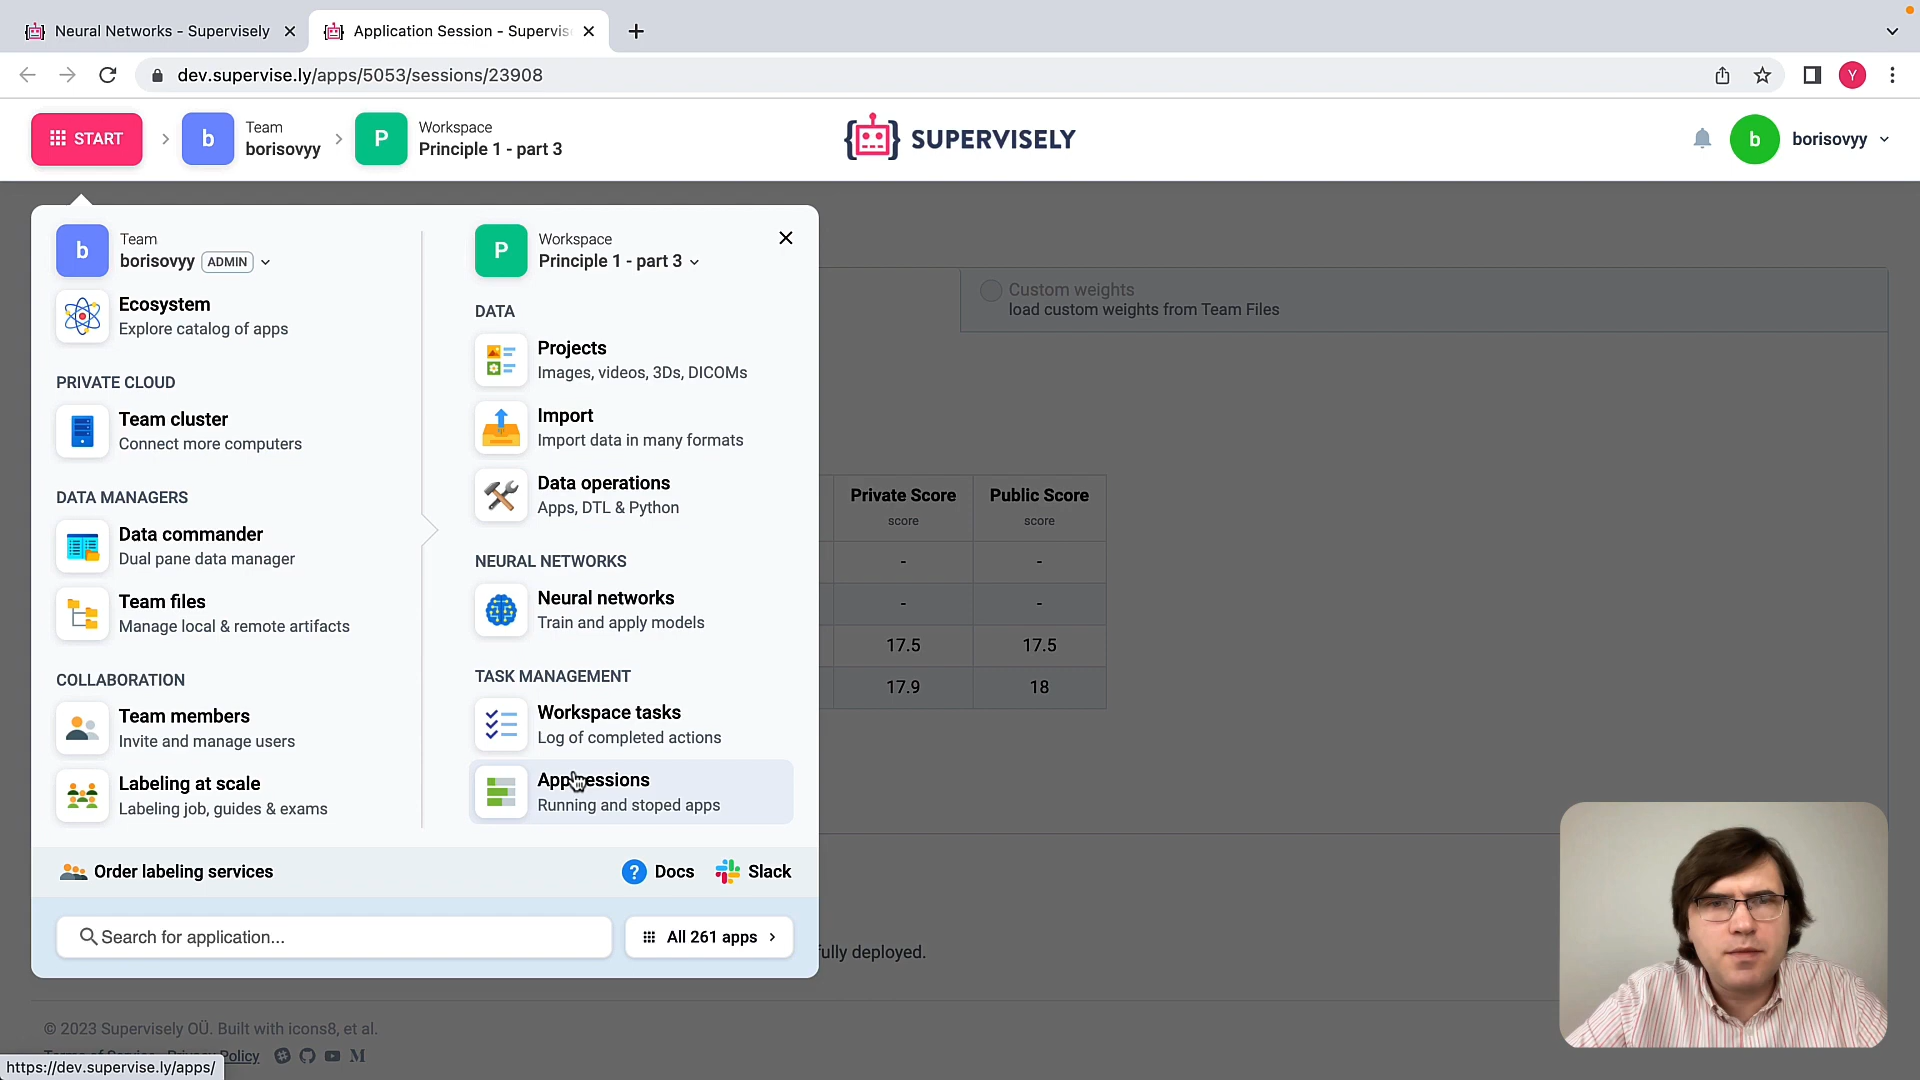 Neural Networks - Supervisely
Application Session - Supervis
dev.supervise.ly/apps/5053/sessions/23908
Y
START
b
Team
borisovyy
P
Workspace
Principle 1 - part 3
SUPERVISELY
b
borisovyy
b
Team
borisovyy ADMIN
Ecosystem
Explore catalog of apps
PRIVATE CLOUD
Team cluster
Connect more computers
DATA MANAGERS
Data commander
Dual pane data manager
Team files
Manage local & remote artifacts
COLLABORATION
Team members
Invite and manage users
Labeling at scale
Labeling job, guides & exams
P
Workspace
Principle 1 - part 3
DATA
Projects
Images, videos, 3Ds, DICOMs
Import
Import data in many formats
Data operations
Apps, DTL & Python
NEURAL NETWORKS
Neural networks
Train and apply models
TASK MANAGEMENT
Workspace tasks
Log of completed actions
App sessions
Running and stoped apps
Order labeling services
? Docs
Slack
Search for application...
All 261 apps
Custom weights
load custom weights from Team Files
Private Score Public Score
score score
- -
- -
17.5 17.5
17.9 18
fully deployed.
© 2023 Supervisely OÜ. Built with icons8, et al.
Terms of Service Privacy Policy
https://dev.supervise.ly/apps/